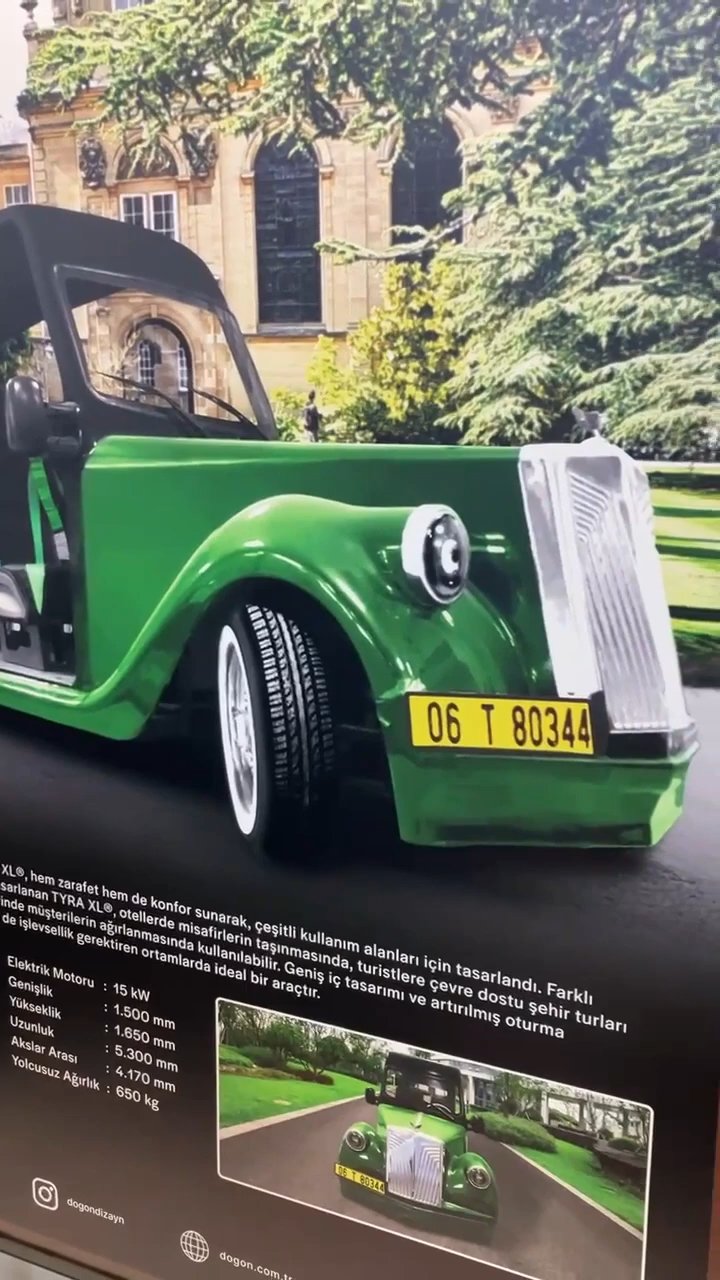 06 T 80344
XL®, hem zarafet hem de konfor sunarak, çeşitli kullanım alanları için tasarlandı. Farklı
sarlanan TYRA XL®, otellerde misafirlerin taşınmasında, turistlere çevre dostu şehir turları
inde müşterilerin ağırlanmasında kullanılabilir. Geniş iç tasarımı ve artırılmış oturma
de işlevsellik gerektiren ortamlarda ideal bir araçtır.
Elektrik Motoru : 15 kW
Genişlik : 1.500 mm
Yükseklik : 1.650 mm
Uzunluk : 5.300 mm
Akslar Arası : 4.170 mm
Yolcusuz Ağırlık : 650 kg
06 T 80344
dogondizayn
dogon.com.tr